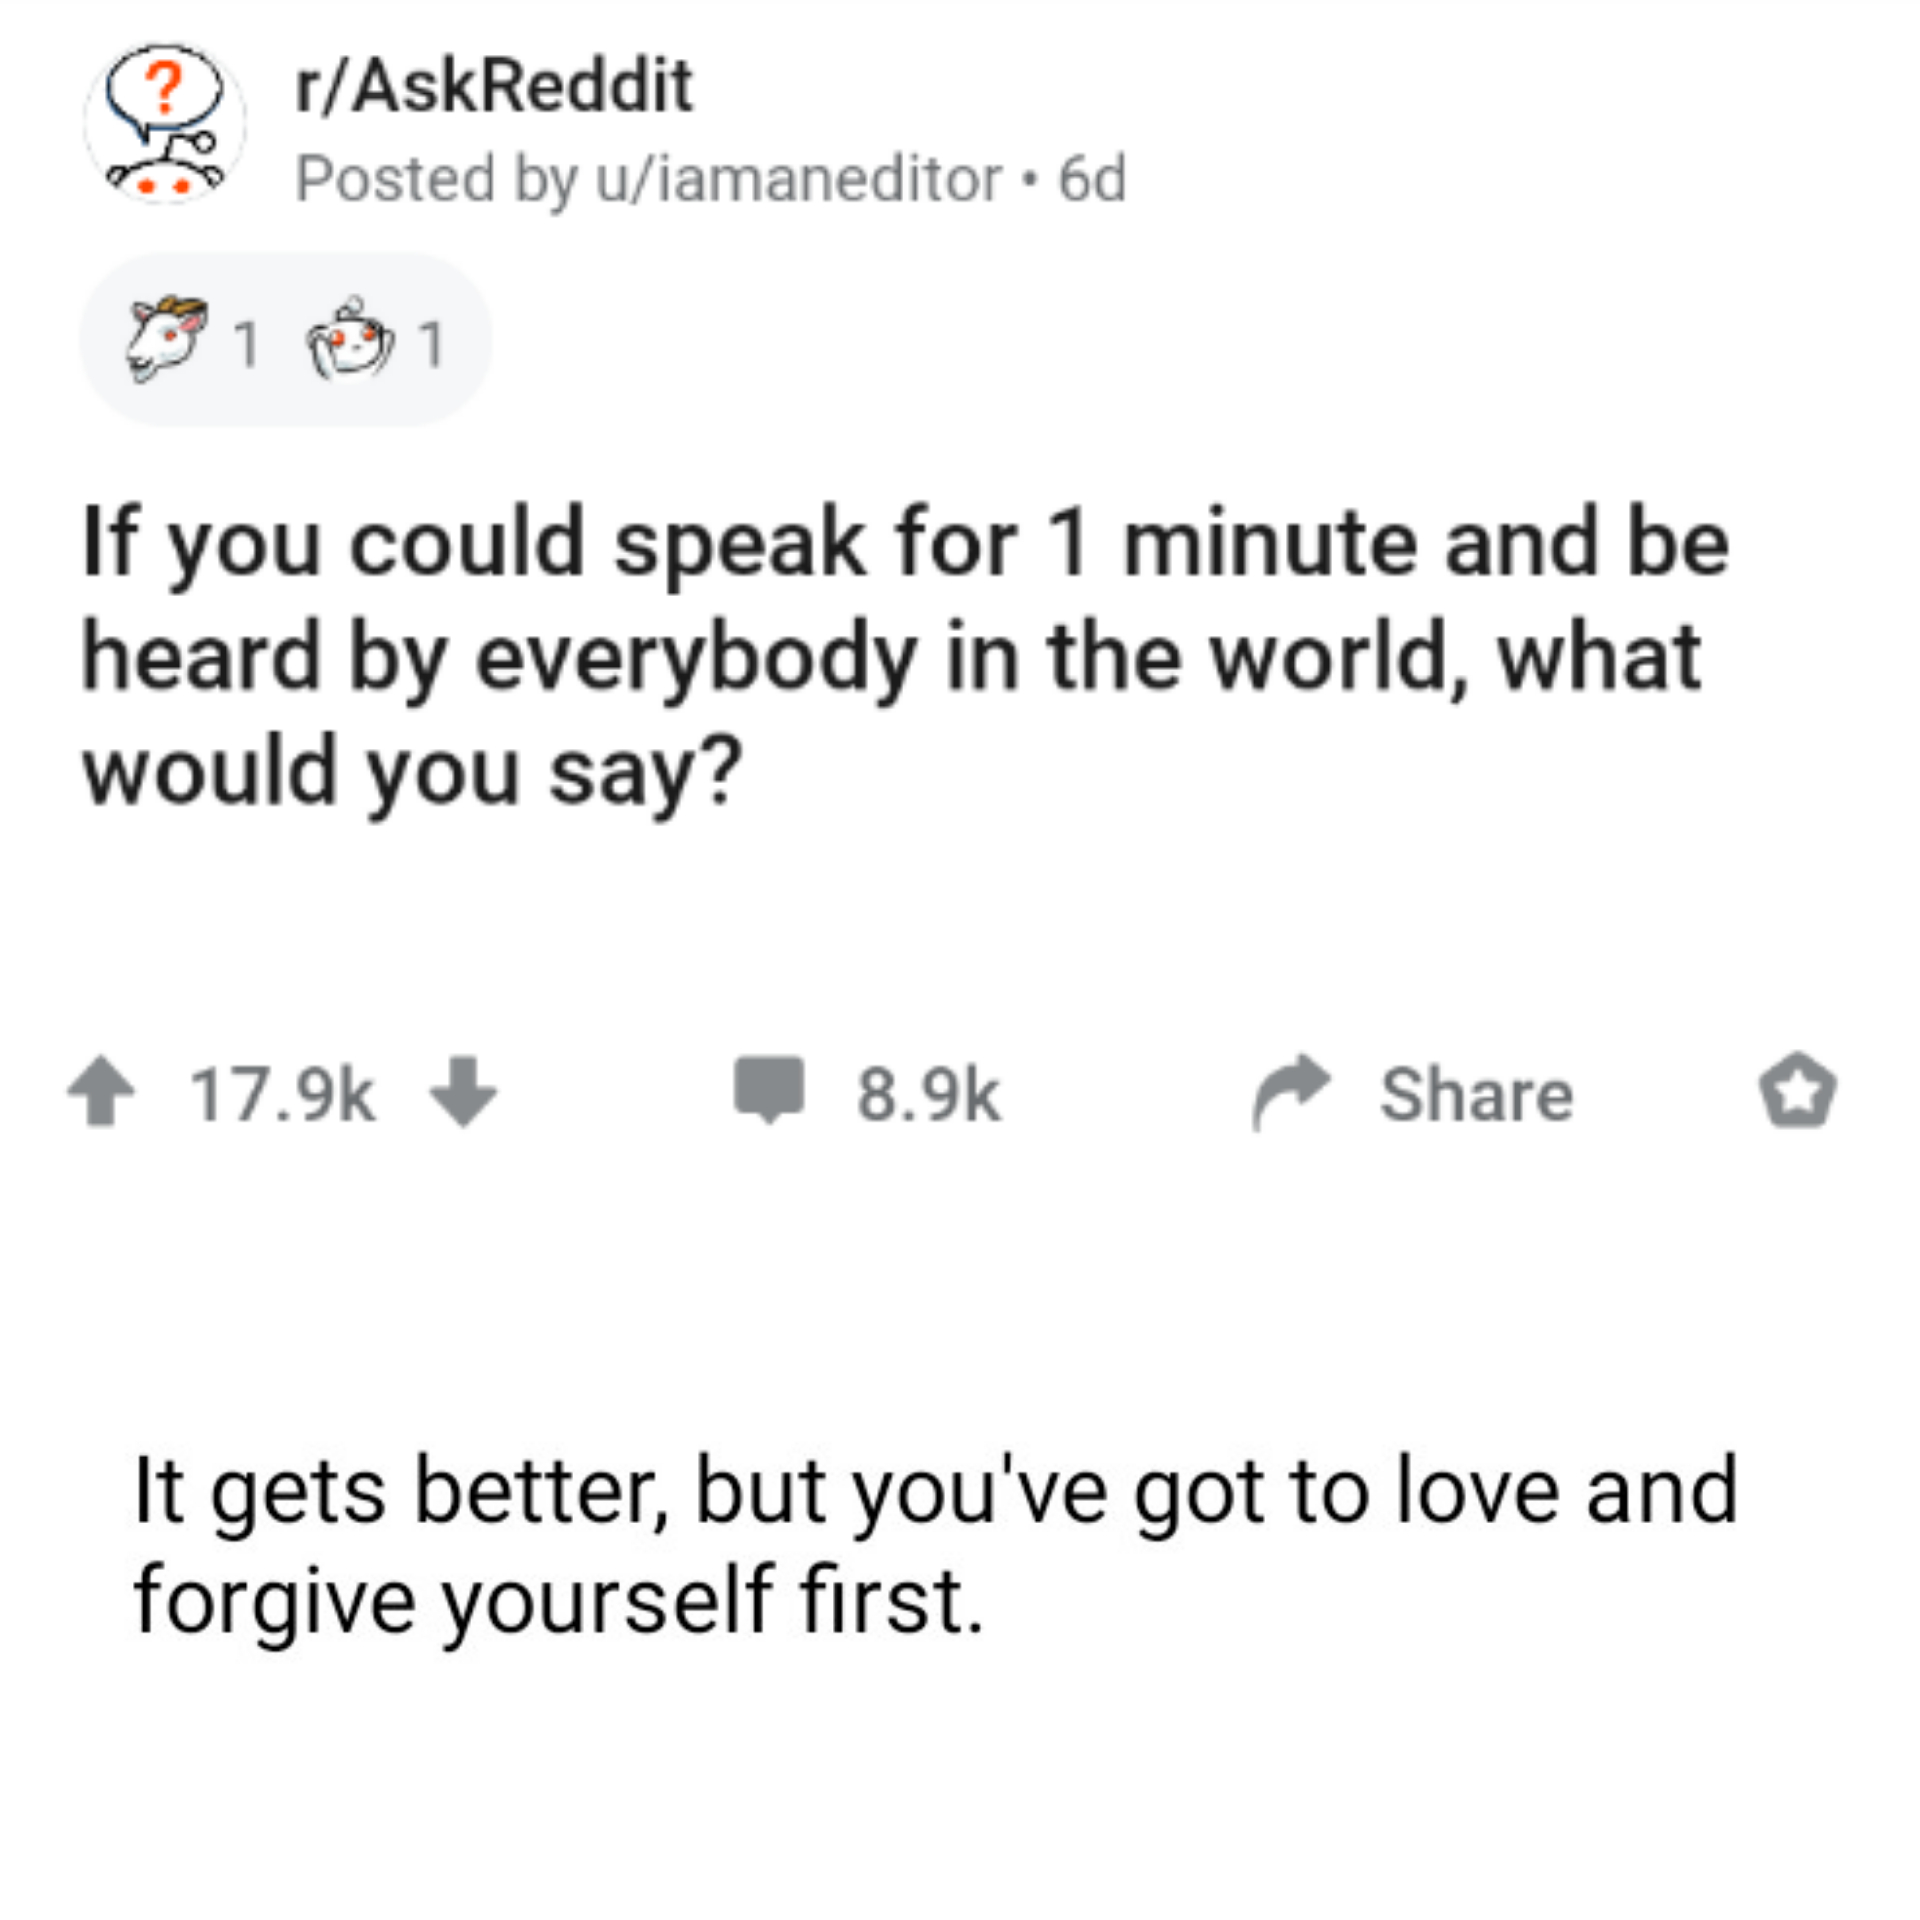 ?
r/AskReddit
Posted by u/iamaneditor • 6d
1 1
If you could speak for 1 minute and be
heard by everybody in the world, what
would you say?
17.9k 8.9k Share
It gets better, but you've got to love and
forgive yourself first.